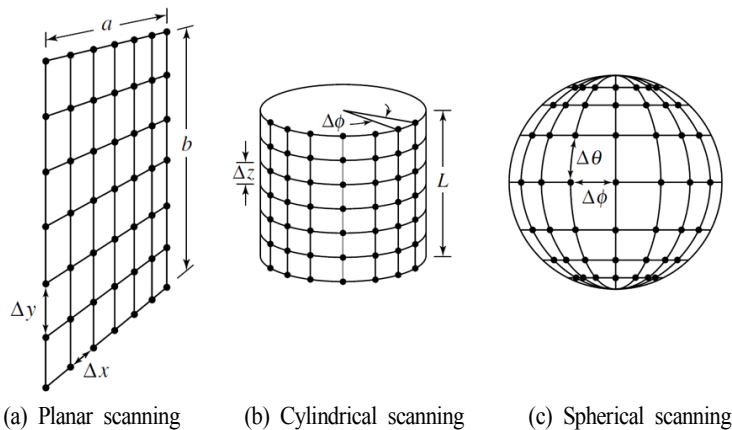 a
b
Δy
Δx
Δϕ
Δz
L
Δθ
Δϕ
(a) Planar scanning
(b) Cylindrical scanning
(c) Spherical scanning